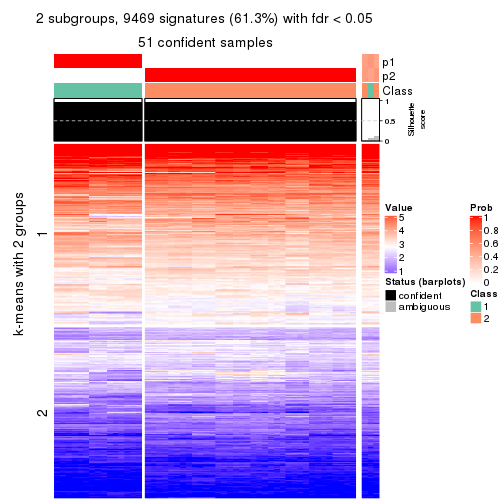 2 subgroups, 9469 signatures (61.3%) with fdr < 0.05
51 confident samples
p1
p2
Class
1
0.5
0
Silhouette
score
k-means with 2 groups
1
2
Value
5
4
3
2
1
Status (barplots)
confident
ambiguous
Prob
1
0.8
0.6
0.4
0.2
0
Class
1
2